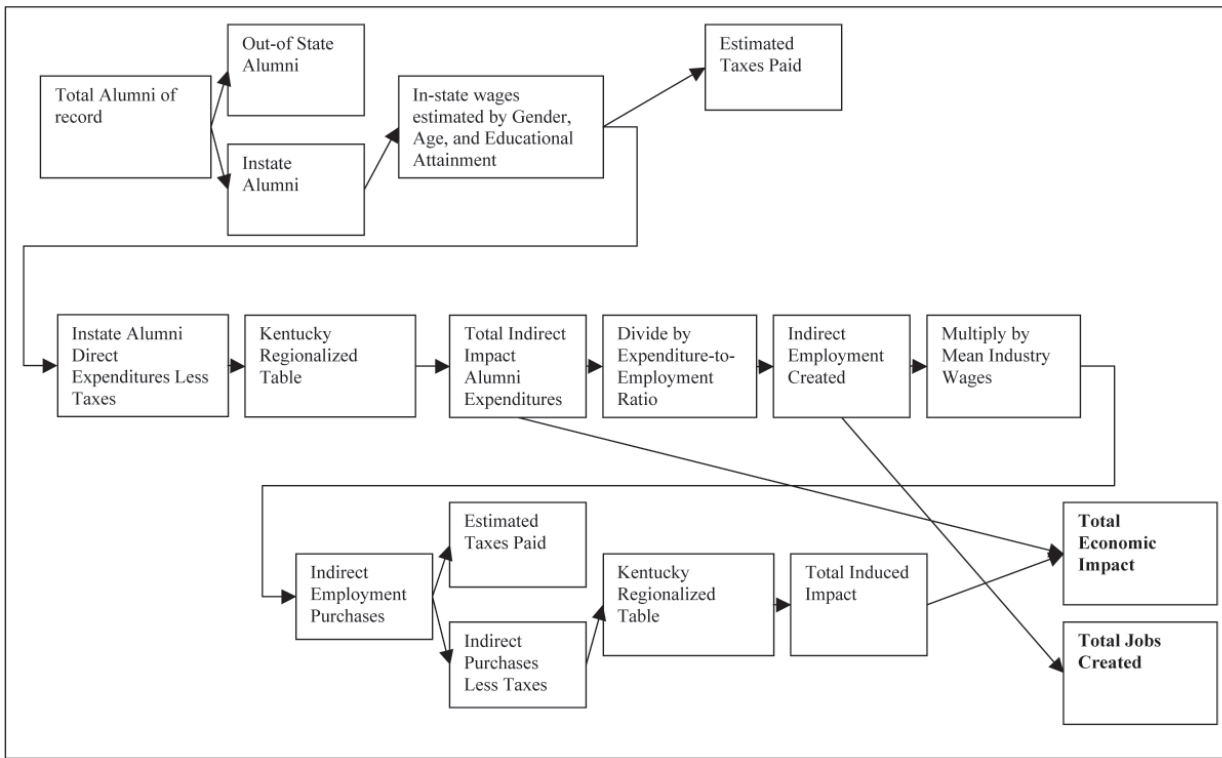 Out-of State
Alumni
Estimated
Taxes Paid
Total Alumni of
record
In-state wages
estimated by Gender,
Age, and Educational
Attainment
Instate
Alumni
Instate Alumni
Direct
Expenditures Less
Taxes
Kentucky
Regionalized
Table
Total Indirect
Impact
Alumni
Expenditures
Divide by
Expenditure-to-
Employment
Ratio
Indirect
Employment
Created
Multiply by
Mean Industry
Wages
Estimated
Taxes Paid
Indirect
Employment
Purchases
Indirect
Purchases
Less Taxes
Kentucky
Regionalized
Table
Total Induced
Impact
Total
Economic
Impact
Total Jobs
Created